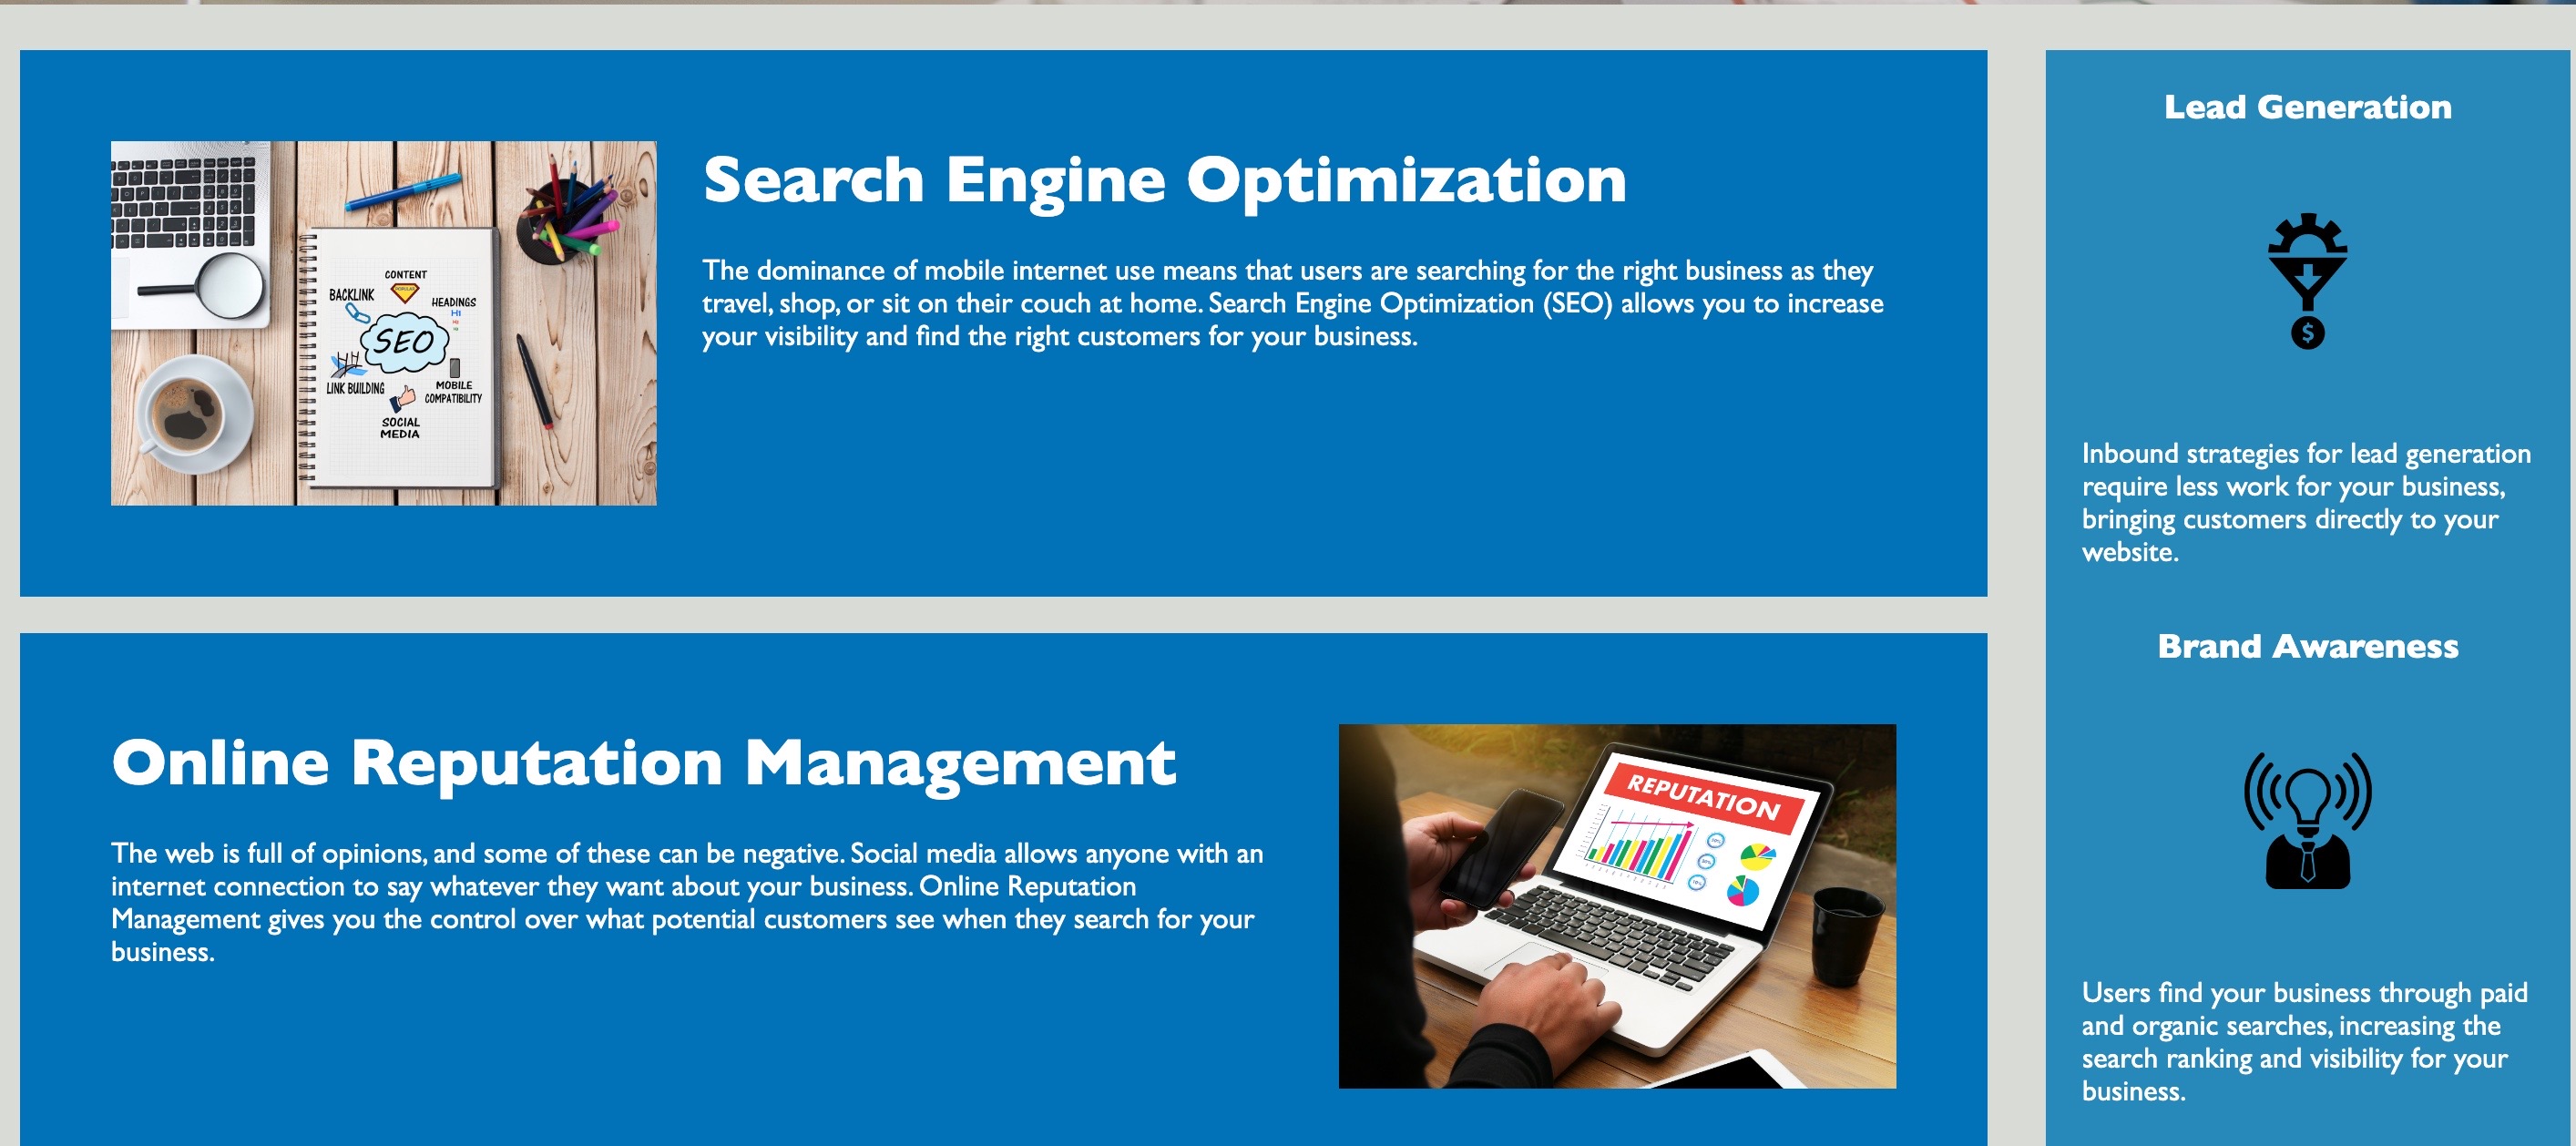 Search Engine Optimization
The dominance of mobile internet use means that users are searching for the right business as they
travel, shop, or sit on their couch at home. Search Engine Optimization (SEO) allows you to increase
your visibility and find the right customers for your business.
CONTENT
BACKLINK
HEADINGS
H1
SEO
LINK BUILDING
MOBILE
COMPATIBILITY
SOCIAL
MEDIA
Online Reputation Management
The web is full of opinions, and some of these can be negative. Social media allows anyone with an
internet connection to say whatever they want about your business. Online Reputation
Management gives you the control over what potential customers see when they search for your
business.
REPUTATION
Lead Generation
$
Inbound strategies for lead generation
require less work for your business,
bringing customers directly to your
website.
Brand Awareness
Users find your business through paid
and organic searches, increasing the
search ranking and visibility for your
business.